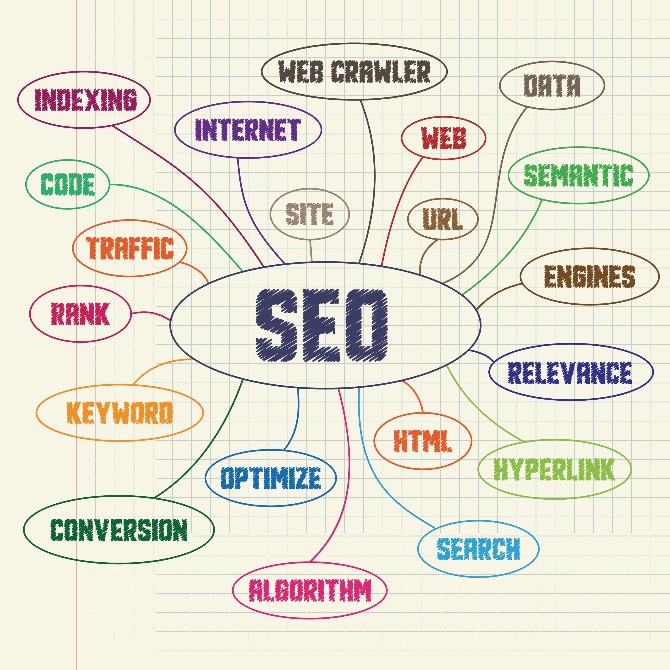 WEB CRAWLER
DATA
INDEXING
INTERNET
WEB
SEMANTIC
CODE
SITE
URL
TRAFFIC
ENGINES
RANK
SEO
RELEVANCE
KEYWORD
HTML
HYPERLINK
OPTIMIZE
CONVERSION
SEARCH
ALGORITHM